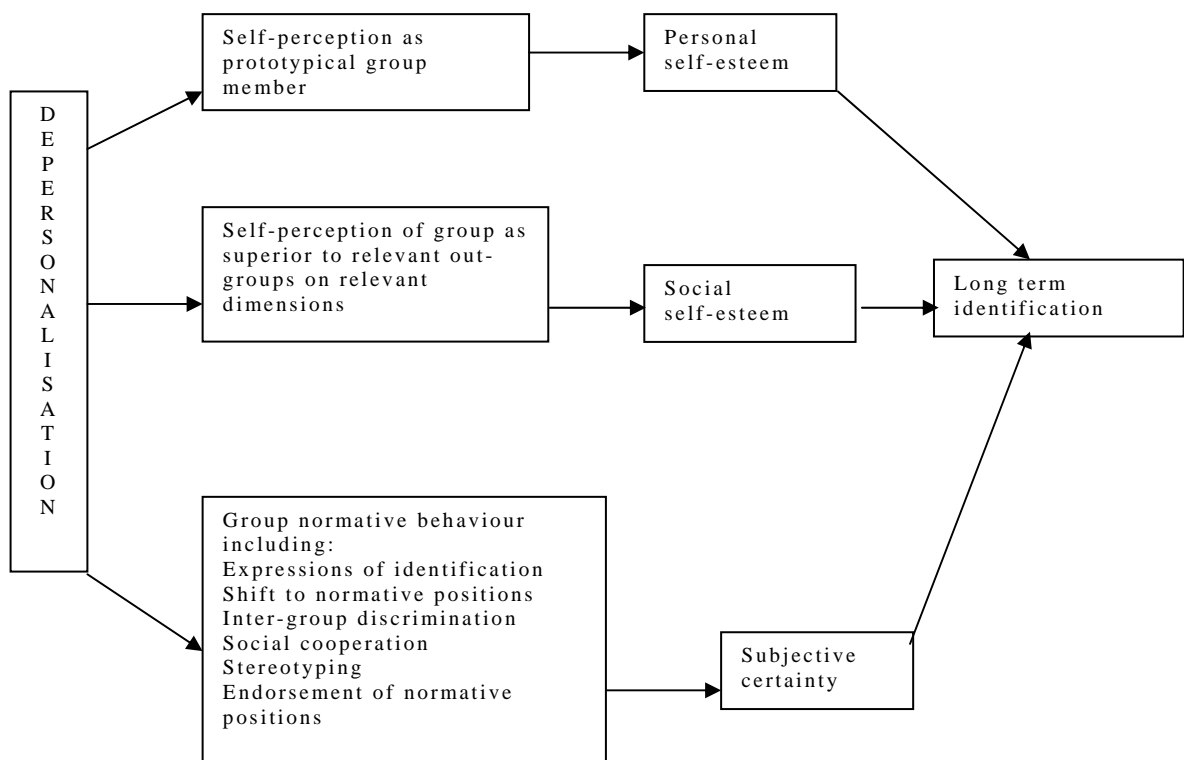 DEPERSONALISATION
Self-perception as
prototypical group
member
Personal
self-esteem
Self-perception of group as
superior to relevant out-
groups on relevant
dimensions
Social
self-esteem
Long term
identification
Group normative behaviour
including:
Expressions of identification
Shift to normative positions
Inter-group discrimination
Social cooperation
Stereotyping
Endorsement of normative
positions
Subjective
certainty